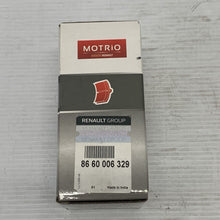 MOTRIO
RENAULT GROUP
86 60 006 329
Made in India